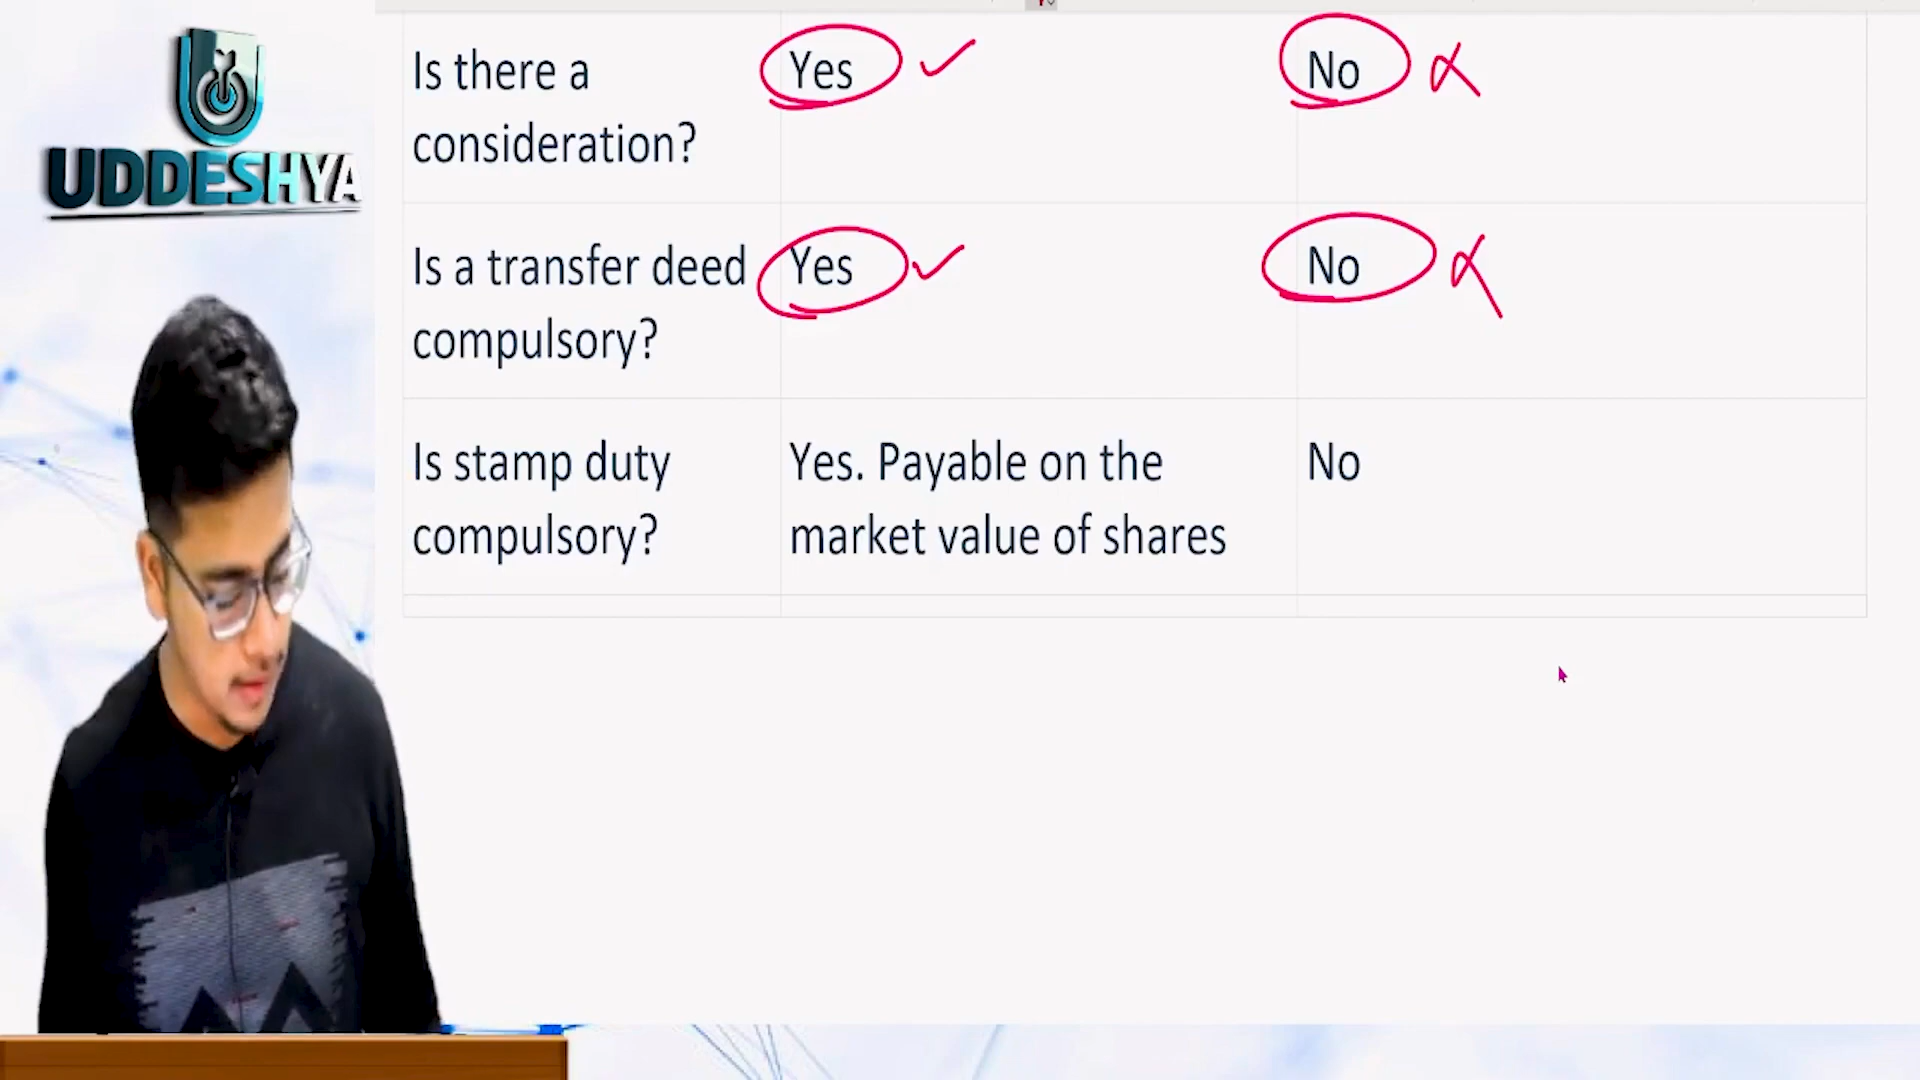 UDDESHYA
Is there a
consideration?
Yes
No
Is a transfer deed
compulsory?
Yes
No
Is stamp duty
compulsory?
Yes. Payable on the
market value of shares
No